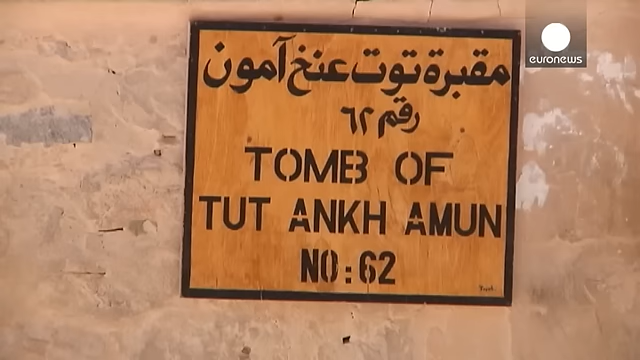 مقبرة توت عنخ آمون
رقم ٦٢
TOMB OF
TUT ANKH AMUN
NO: 62
euronews